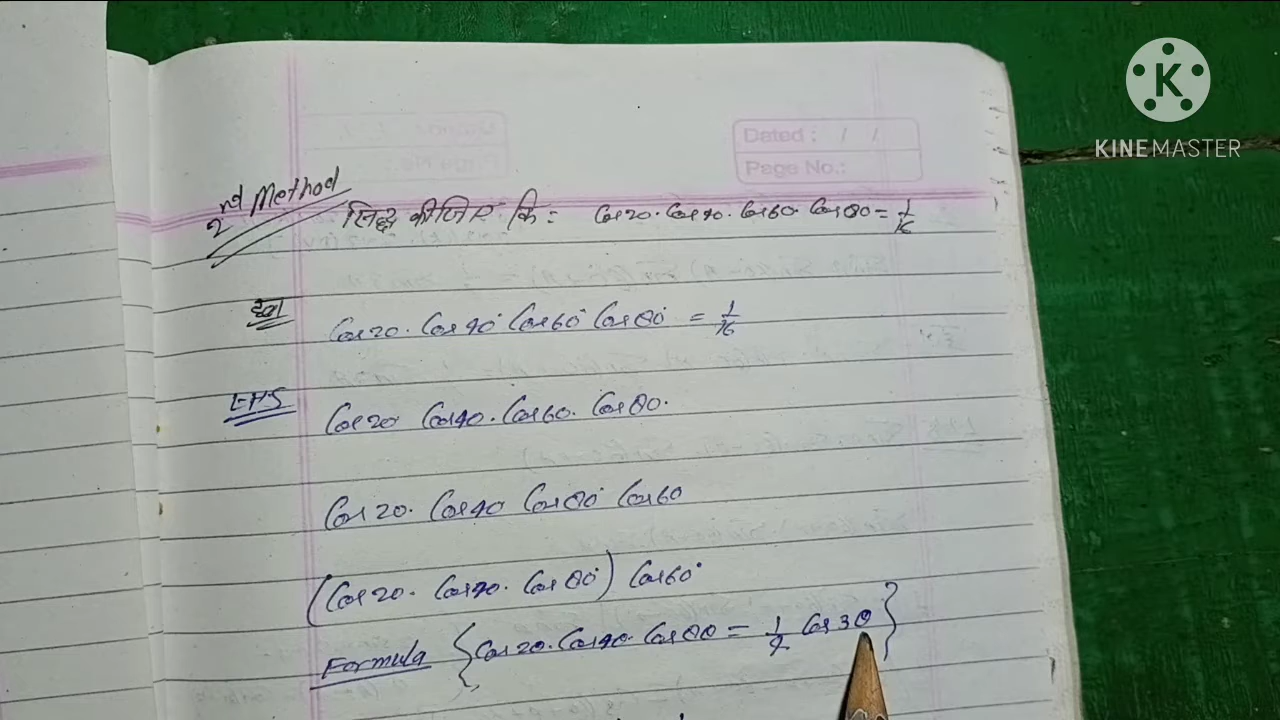 KINEMASTER
Dated : / /
Page No.:
2nd Method
सिद्ध कीजिए कि = Cos20. Cos40. Cos60. Cos80 = 1/16
हल Cos20. Cos40° Cos60° Cos80° = 1/16
LHS Cos20 Cos40. Cos60. Cos80.
Cos20. Cos40 Cos80° Cos60
(Cos20. Cos40. Cos80°) Cos60°
Formula {Cos20. Cos40. Cos80 = 1/4 Cos3θ}